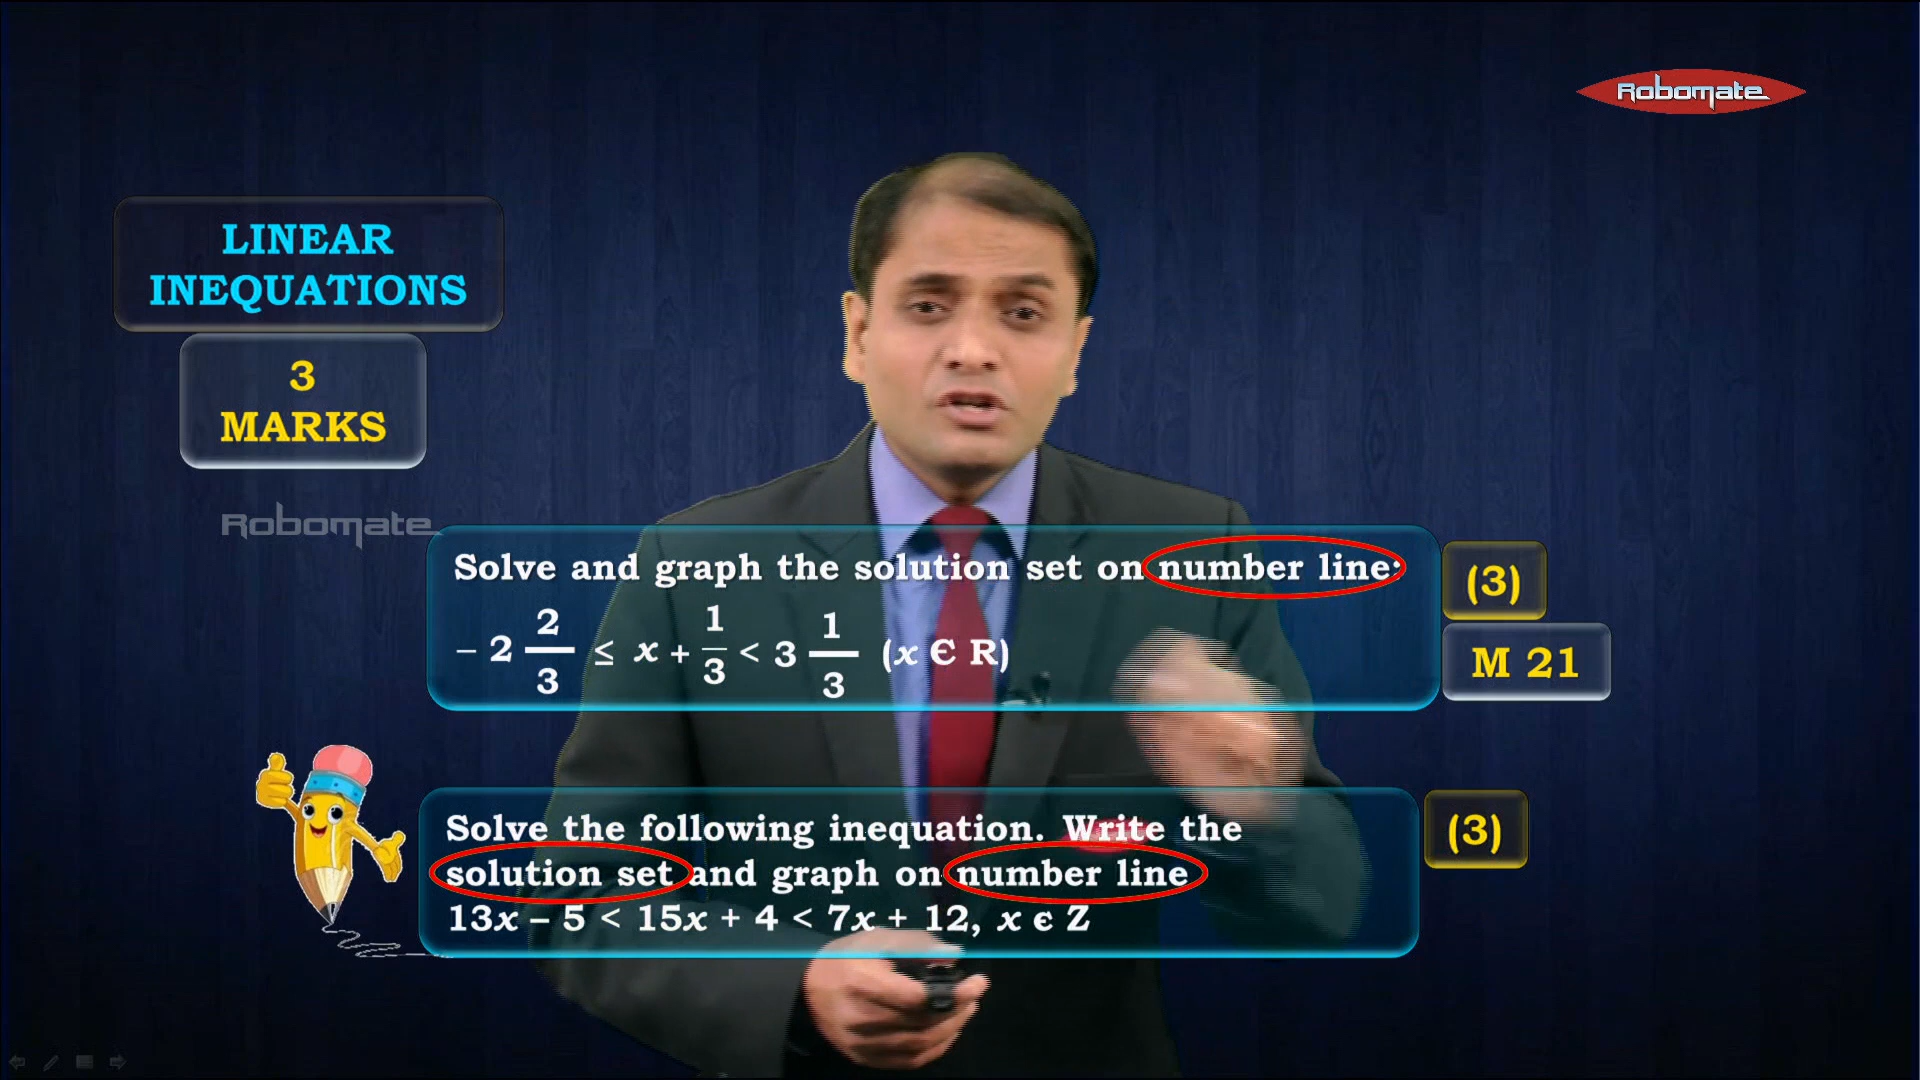 Robomate
LINEAR
INEQUATIONS
3
MARKS
Robomate
Solve and graph the solution set on number line:
– 2 2/3 ≤ x + 1/3 < 3 1/3 (x Є R)
(3)
M 21
Solve the following inequation. Write the
solution set and graph on number line
13x – 5 < 15x + 4 < 7x + 12, x є Z
(3)